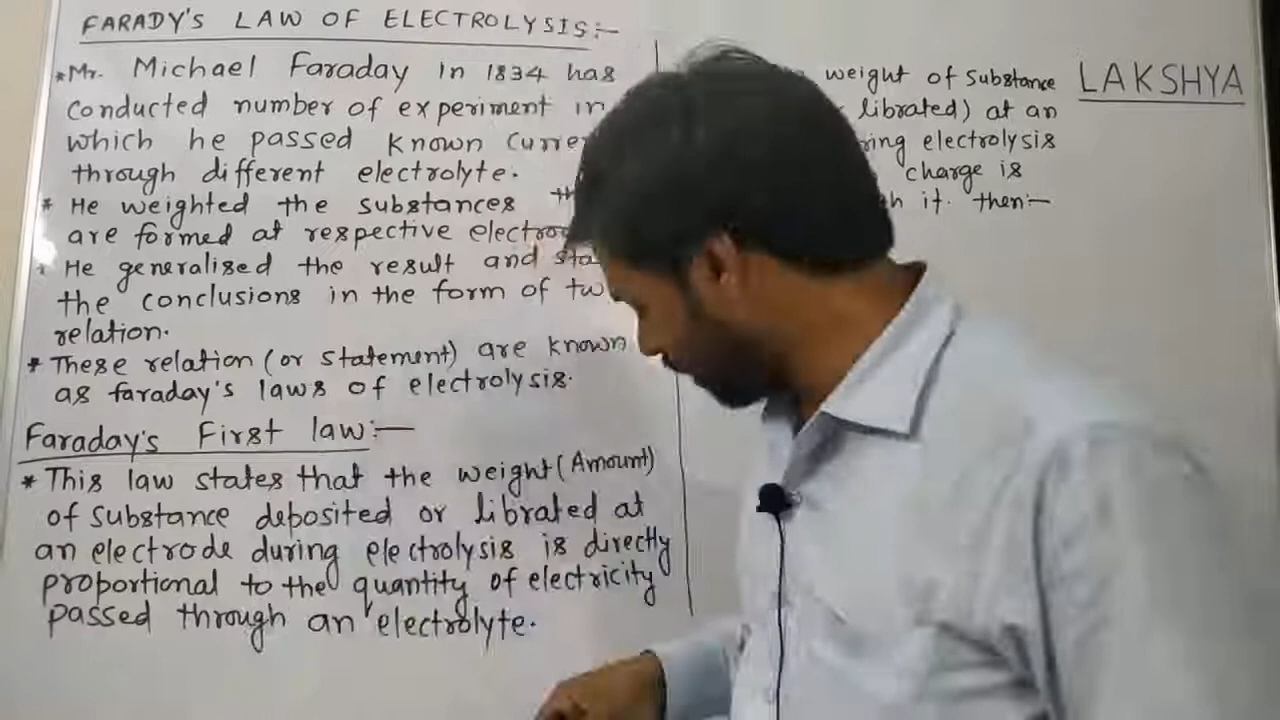 FARADY'S LAW OF ELECTROLYSIS:-
* Mr. Michael Faraday in 1834 has
conducted number of experiment in
which he passed known
through different electrolyte.
* He weighted the substances
are formed at respective
* He generalised the result and
the conclusions in the form of
relation.
* These relation (or statement) are known
as faraday's laws of electrolysis.
Faraday's First law:-
* This law states that the weight (Amount)
of substance deposited or librated at
an electrode during electrolysis is directly
proportional to the quantity of electricity
passed through an electrolyte.
weight of substance
librated) at an
electrolysis
charge is
it. then:-
LAKSHYA